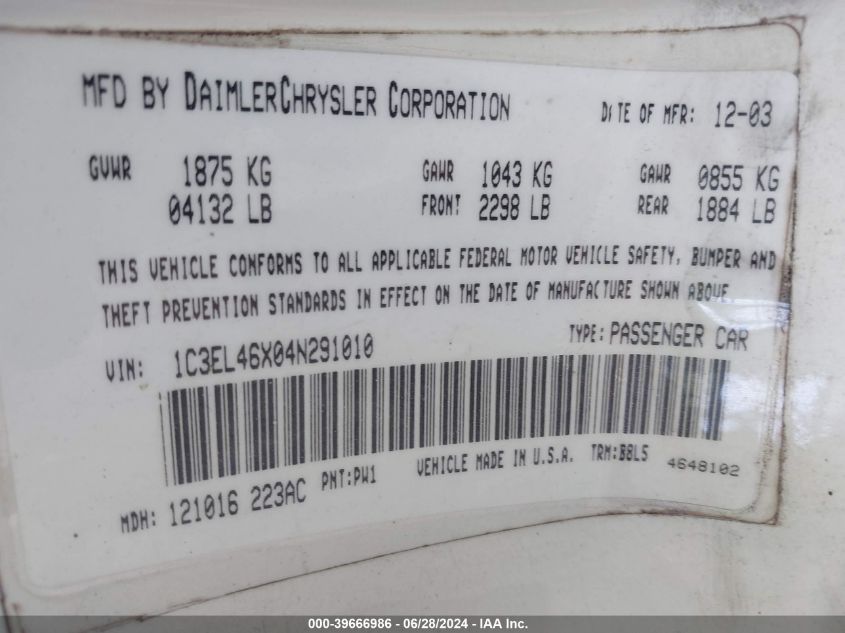 MFD BY DAIMLERCHRYSLER CORPORATION DATE OF MFR: 12-03
GVWR 1875 KG GAWR 1043 KG GAWR 0855 KG
04132 LB FRONT 2298 LB REAR 1884 LB
THIS VEHICLE CONFORMS TO ALL APPLICABLE FEDERAL MOTOR VEHICLE SAFETY, BUMPER AND
THEFT PREVENTION STANDARDS IN EFFECT ON THE DATE OF MANUFACTURE SHOWN ABOVE
VIN: 1C3EL46X04N291010 TYPE: PASSENGER CAR
MDH: 121016 223AC PNT:PW1 VEHICLE MADE IN U.S.A. TRM:BBL5 4648102
000-39666986 - 06/28/2024 - IAA Inc.